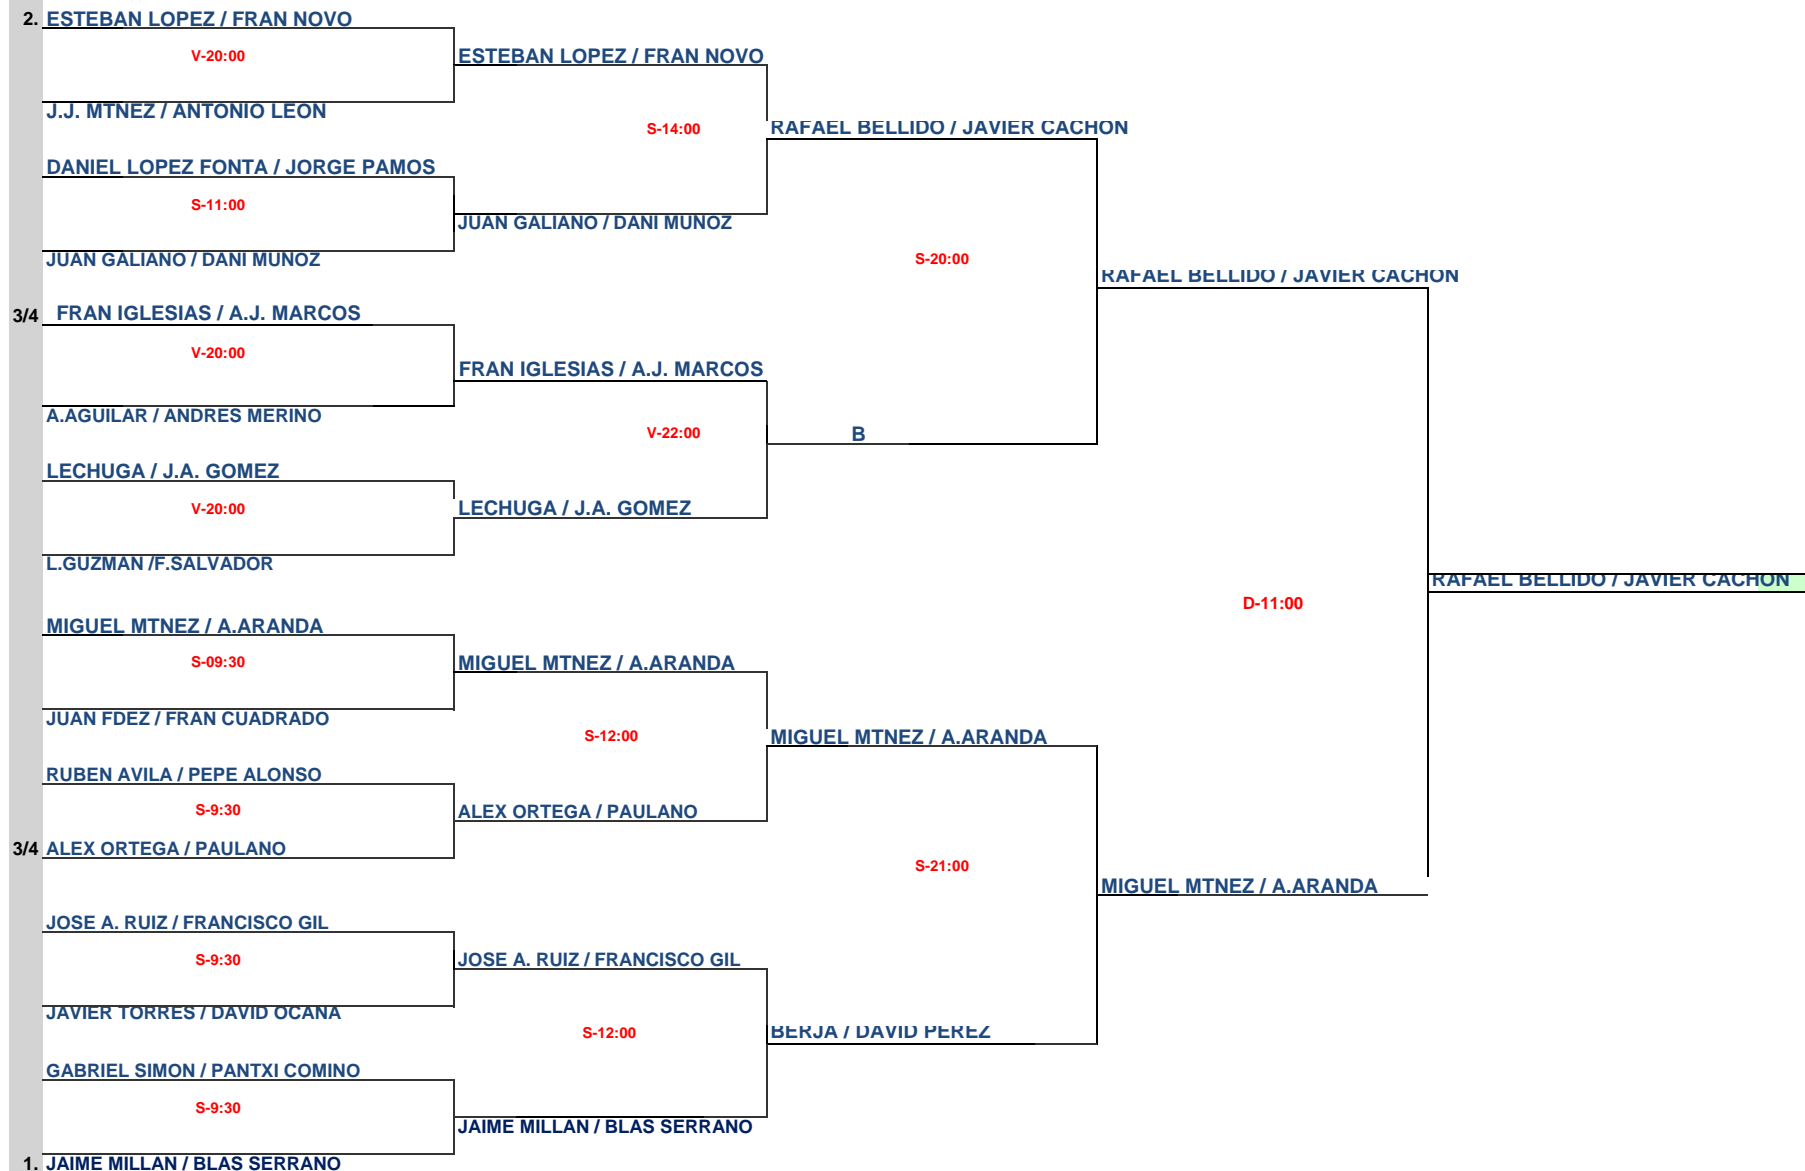 2. ESTEBAN LOPEZ / FRAN NOVO
V-20:00
ESTEBAN LOPEZ / FRAN NOVO
J.J. MTNEZ / ANTONIO LEON
S-14:00
RAFAEL BELLIDO / JAVIER CACHON
DANIEL LOPEZ FONTA / JORGE PAMOS
S-11:00
JUAN GALIANO / DANI MUÑOZ
JUAN GALIANO / DANI MUÑOZ
S-20:00
RAFAEL BELLIDO / JAVIER CACHON
3/4 FRAN IGLESIAS / A.J. MARCOS
V-20:00
FRAN IGLESIAS / A.J. MARCOS
A.AGUILAR / ANDRES MERINO
V-22:00
B
LECHUGA / J.A. GOMEZ
V-20:00
LECHUGA / J.A. GOMEZ
L.GUZMAN /F.SALVADOR
RAFAEL BELLIDO / JAVIER CACHON
D-11:00
MIGUEL MTNEZ / A.ARANDA
S-09:30
MIGUEL MTNEZ / A.ARANDA
JUAN FDEZ / FRAN CUADRADO
S-12:00
MIGUEL MTNEZ / A.ARANDA
RUBEN AVILA / PEPE ALONSO
S-9:30
ALEX ORTEGA / PAULANO
3/4 ALEX ORTEGA / PAULANO
S-21:00
MIGUEL MTNEZ / A.ARANDA
JOSE A. RUIZ / FRANCISCO GIL
S-9:30
JOSE A. RUIZ / FRANCISCO GIL
JAVIER TORRES / DAVID OCAÑA
S-12:00
BERJA / DAVID PEREZ
GABRIEL SIMON / PANTXI COMINO
S-9:30
JAIME MILLAN / BLAS SERRANO
1. JAIME MILLAN / BLAS SERRANO